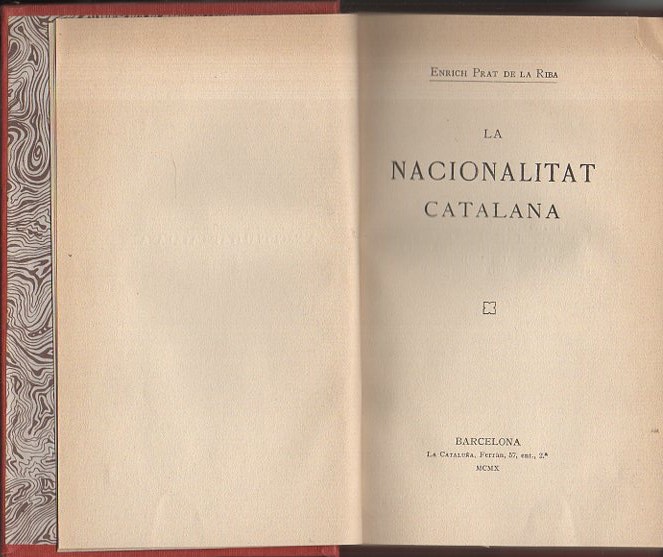 ENRICH PRAT DE LA RIBA
LA
NACIONALITAT
CATALANA
BARCELONA
LA CATALUÑA, Ferran, 57, ent., 2.ª
MCMX